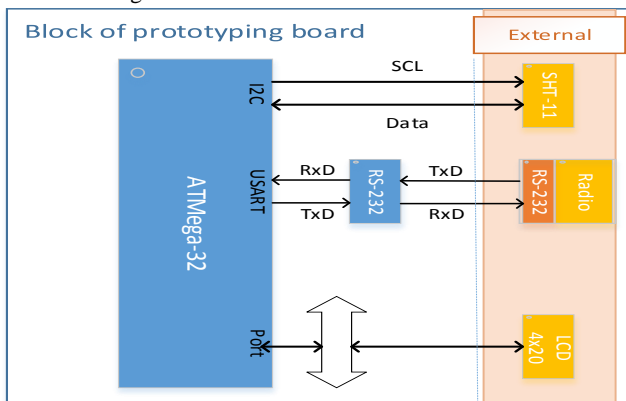 Block of prototyping board
External
SCL
I2C
SHT-11
Data
RxD
TxD
USART
RS-232
RS-232
Radio
TxD
RxD
ATMega-32
Port
LCD
4x20